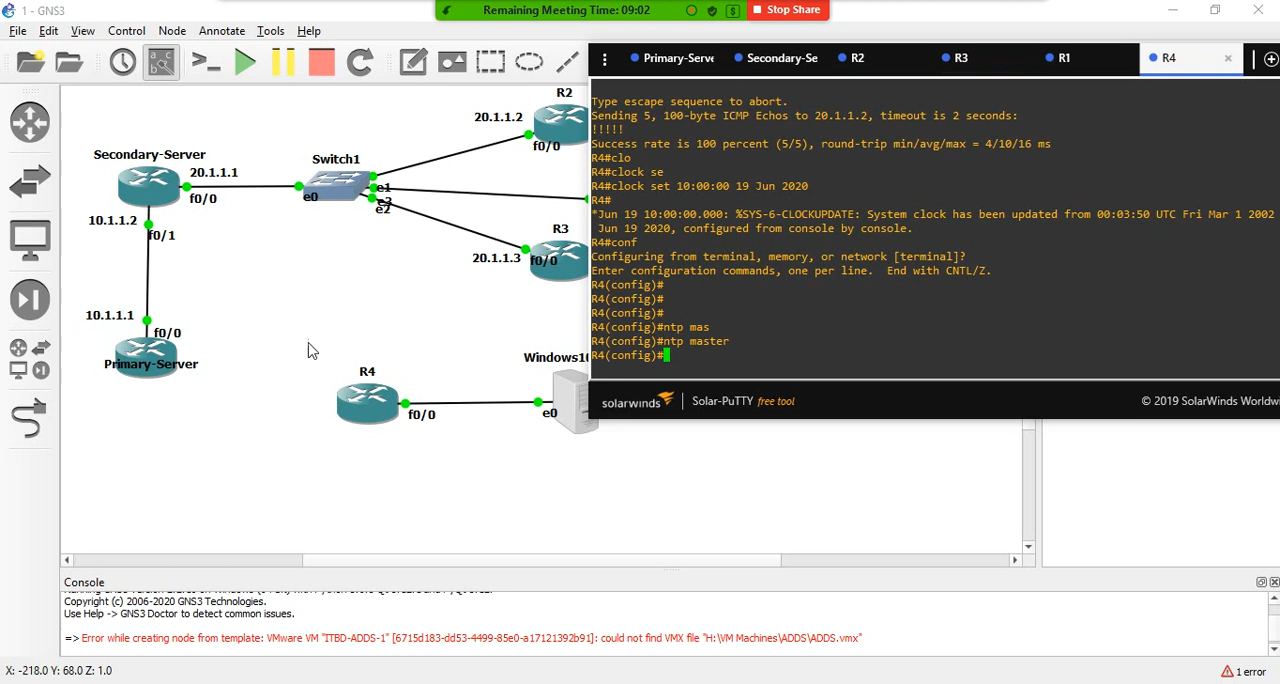 1 - GNS3
Remaining Meeting Time: 09:02
Stop Share
File Edit View Control Node Annotate Tools Help
Primary-Serve Secondary-Se R2 R3 R1 R4
Type escape sequence to abort.
Sending 5, 100-byte ICMP Echos to 20.1.1.2, timeout is 2 seconds:
!!!!!
Success rate is 100 percent (5/5), round-trip min/avg/max = 4/10/16 ms
R4#clo
R4#clock se
R4#clock set 10:00:00 19 Jun 2020
R4#
*Jun 19 10:00:00.000: %SYS-6-CLOCKUPDATE: System clock has been updated from 00:03:50 UTC Fri Mar 1 2002
Jun 19 2020, configured from console by console.
R4#conf
Configuring from terminal, memory, or network [terminal]?
Enter configuration commands, one per line.  End with CNTL/Z.
R4(config)#
R4(config)#
R4(config)#
R4(config)#ntp mas
R4(config)#ntp master
R4(config)#
solarwinds
Solar-PuTTY free tool
© 2019 SolarWinds Worldwi
R2
20.1.1.2
f0/0
Secondary-Server
20.1.1.1
f0/0
Switch1
e0
e1
e3
e2
10.1.1.2
f0/1
R3
20.1.1.3
f0/0
10.1.1.1
f0/0
Primary-Server
R4
f0/0
Windows10
e0
Console
Copyright (c) 2006-2020 GNS3 Technologies.
Use Help -> GNS3 Doctor to detect common issues.
=> Error while creating node from template: VMware VM "ITBD-ADDS-1" [6715d183-dd53-4499-85e0-a17121392b91]: could not find VMX file "H:\VM Machines\ADDS\ADDS.vmx"
X: -218.0 Y: 68.0 Z: 1.0
1 error